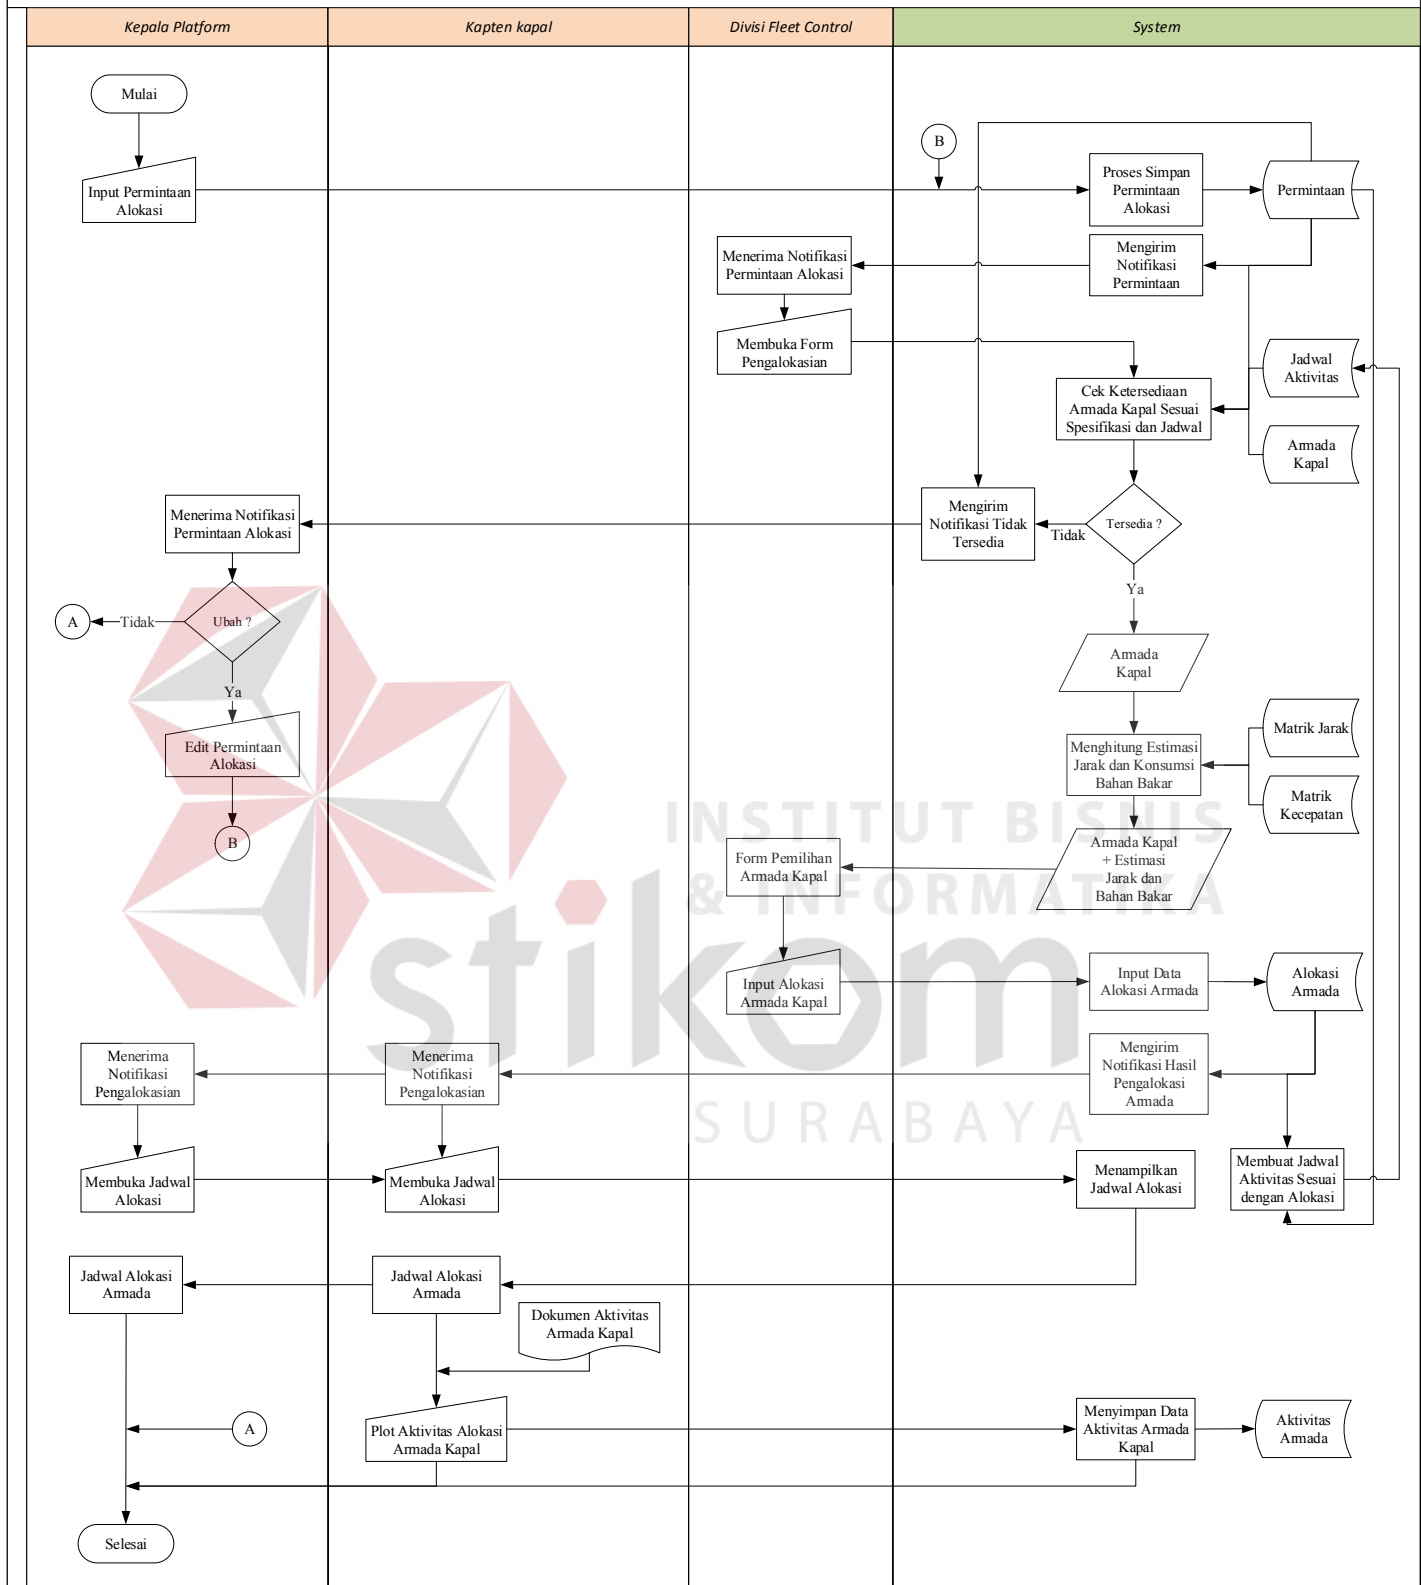 Kepala Platform
Kapten kapal
Divisi Fleet Control
System
Mulai
B
Input Permintaan
Alokasi
Proses Simpan
Permintaan
Alokasi
Permintaan
Menerima Notifikasi
Permintaan Alokasi
Mengirim
Notifikasi
Permintaan
Membuka Form
Pengalokasian
Jadwal
Aktivitas
Cek Ketersediaan
Armada Kapal Sesuai
Spesifikasi dan Jadwal
Armada
Kapal
Menerima Notifikasi
Permintaan Alokasi
Mengirim
Notifikasi Tidak
Tersedia
Tidak
Tersedia ?
Ya
A
Tidak
Ubah ?
Ya
Armada
Kapal
Edit Permintaan
Alokasi
Menghitung Estimasi
Jarak dan Konsumsi
Bahan Bakar
Matrik Jarak
Matrik
Kecepatan
B
INSTITUT BISNIS
& INFORMATIKA
stikom
SURABAYA
Form Pemilihan
Armada Kapal
Armada Kapal
+ Estimasi
Jarak dan
Bahan Bakar
Input Alokasi
Armada Kapal
Input Data
Alokasi Armada
Alokasi
Armada
Menerima
Notifikasi
Pengalokasian
Menerima
Notifikasi
Pengalokasian
Mengirim
Notifikasi Hasil
Pengalokasi
Armada
Membuka Jadwal
Alokasi
Membuka Jadwal
Alokasi
Menampilkan
Jadwal Alokasi
Membuat Jadwal
Aktivitas Sesuai
dengan Alokasi
Jadwal Alokasi
Armada
Jadwal Alokasi
Armada
Dokumen Aktivitas
Armada Kapal
A
Plot Aktivitas Alokasi
Armada Kapal
Menyimpan Data
Aktivitas Armada
Kapal
Aktivitas
Armada
Selesai